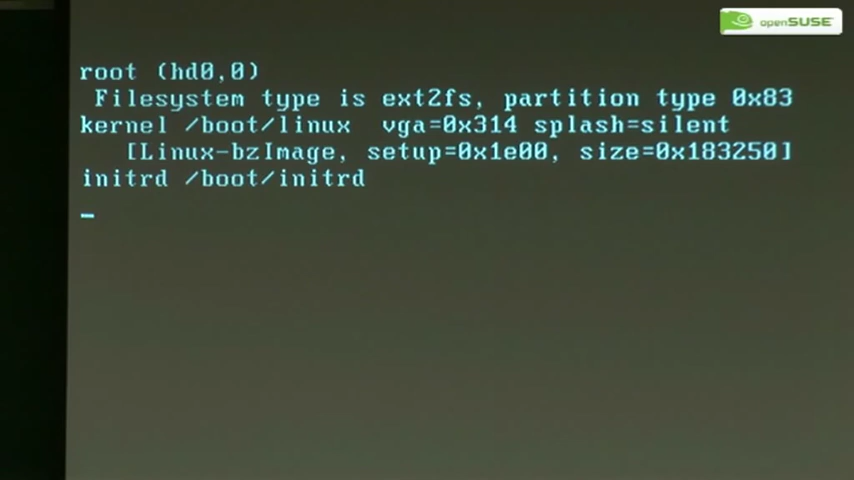 openSUSE
root (hd0,0)
Filesystem type is ext2fs, partition type 0x83
kernel /boot/linux vga=0x314 splash=silent
[Linux-bzImage, setup=0x1e00, size=0x183250]
initrd /boot/initrd